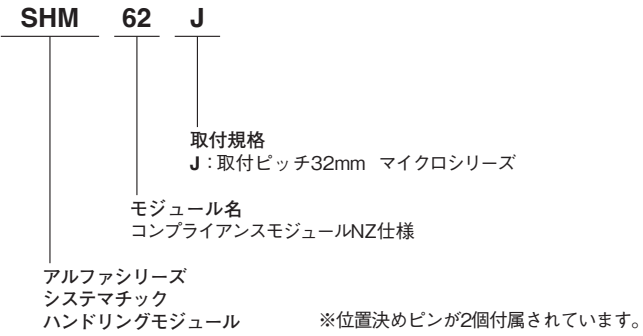 SHM 62 J
取付規格
J：取付ピッチ32mm マイクロシリーズ
モジュール名
コンプライアンスモジュールNZ仕様
アルファシリーズ
システマチック
ハンドリングモジュール
※位置決めピンが2個付属されています。